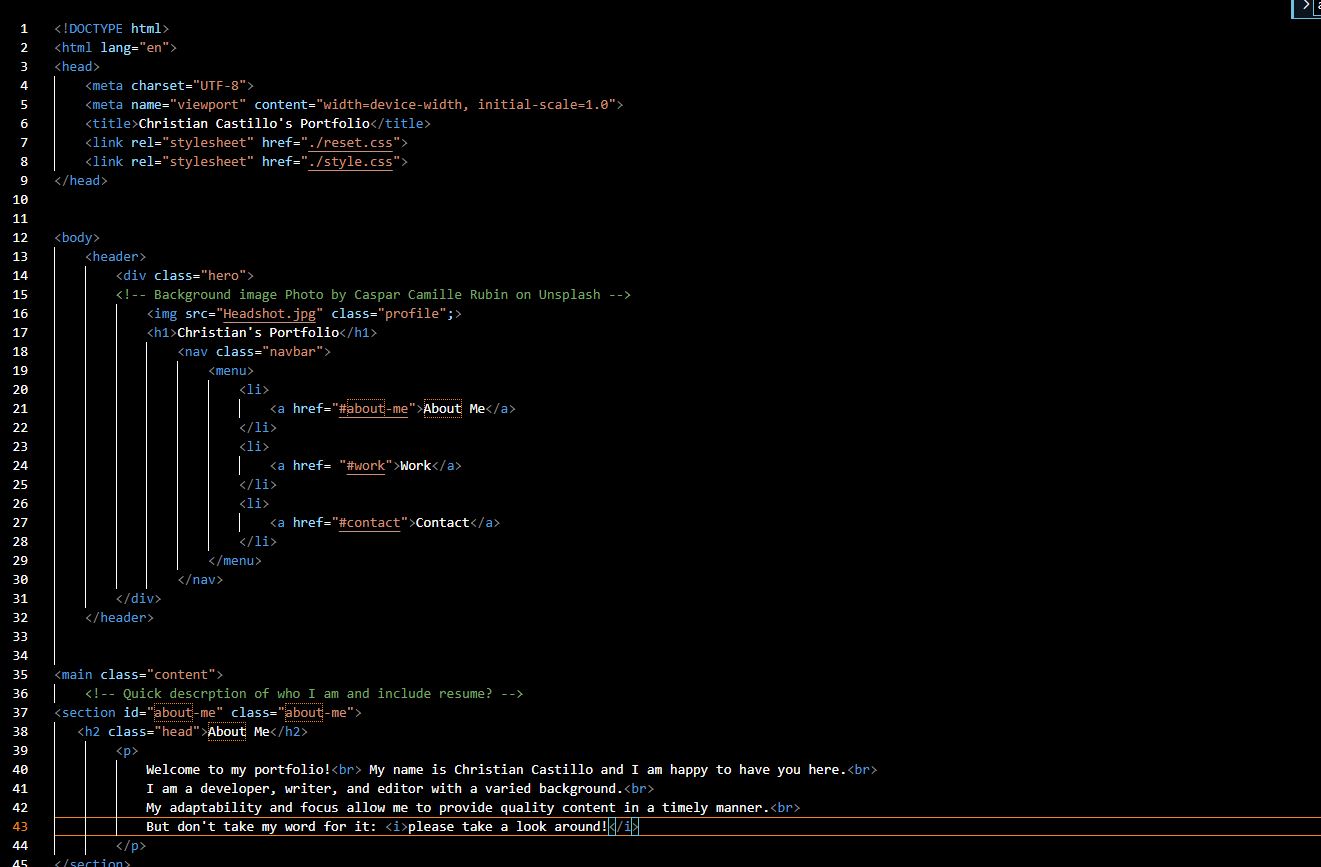 1 <!DOCTYPE html>
2 <html lang="en">
3 <head>
4     <meta charset="UTF-8">
5     <meta name="viewport" content="width=device-width, initial-scale=1.0">
6     <title>Christian Castillo's Portfolio</title>
7     <link rel="stylesheet" href="./reset.css">
8     <link rel="stylesheet" href="./style.css">
9 </head>
10
11
12 <body>
13     <header>
14         <div class="hero">
15         <!-- Background image Photo by Caspar Camille Rubin on Unsplash -->
16             <img src="Headshot.jpg" class="profile";>
17             <h1>Christian's Portfolio</h1>
18                 <nav class="navbar">
19                     <menu>
20                         <li>
21                             <a href="#about-me">About Me</a>
22                         </li>
23                         <li>
24                             <a href= "#work">Work</a>
25                         </li>
26                         <li>
27                             <a href="#contact">Contact</a>
28                         </li>
29                     </menu>
30                 </nav>
31         </div>
32     </header>
33
34
35 <main class="content">
36     <!-- Quick descrption of who I am and include resume? -->
37 <section id="about-me" class="about-me">
38    <h2 class="head">About Me</h2>
39         <p>
40             Welcome to my portfolio!<br> My name is Christian Castillo and I am happy to have you here.<br>
41             I am a developer, writer, and editor with a varied background.<br>
42             My adaptability and focus allow me to provide quality content in a timely manner.<br>
43             But don't take my word for it: <i>please take a look around!</i>
44         </p>
45 </section>